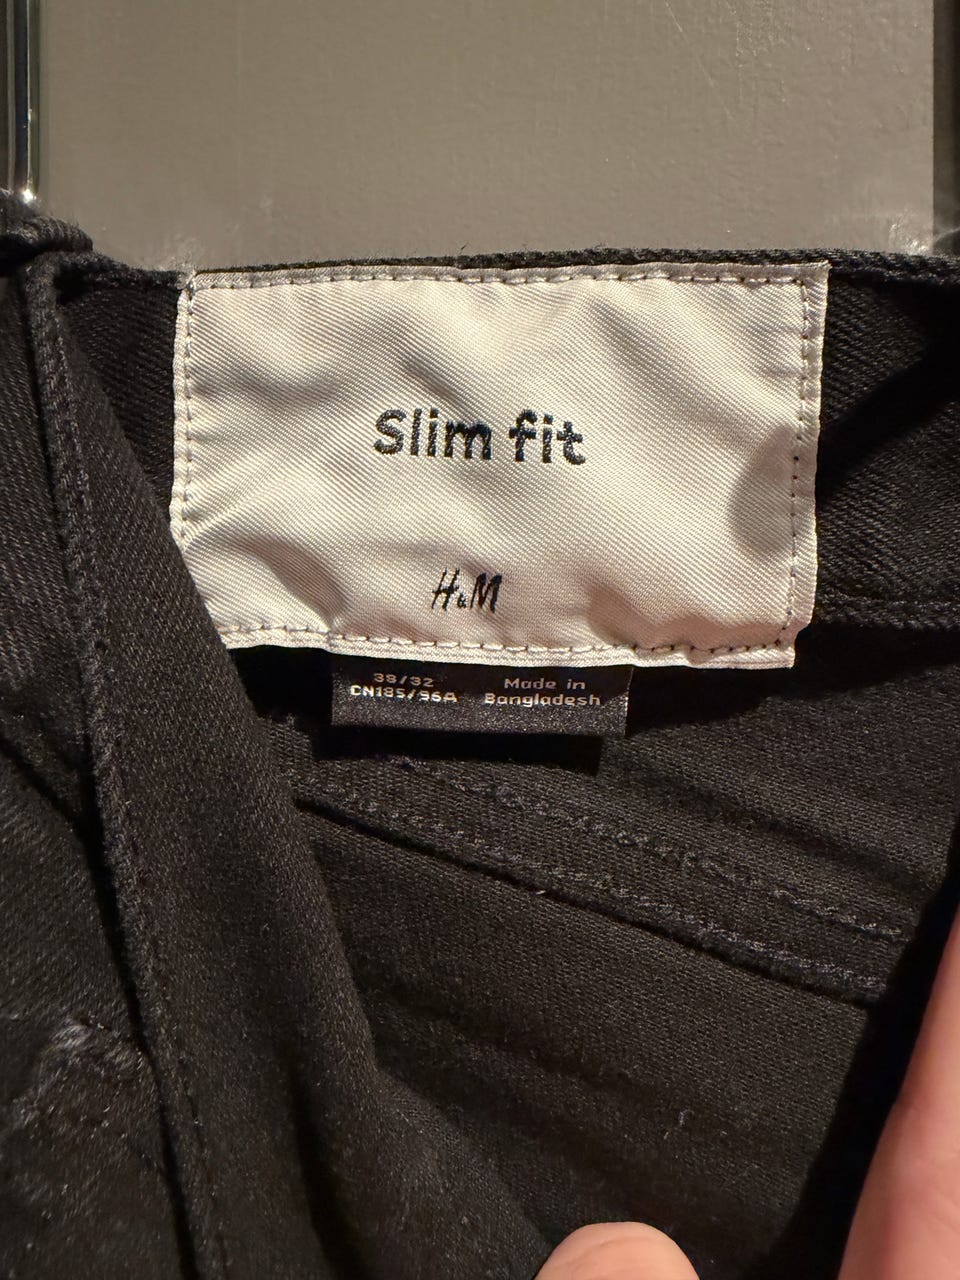 Slim fit
H&M
38/32
CN185/96A
Made in
Bangladesh